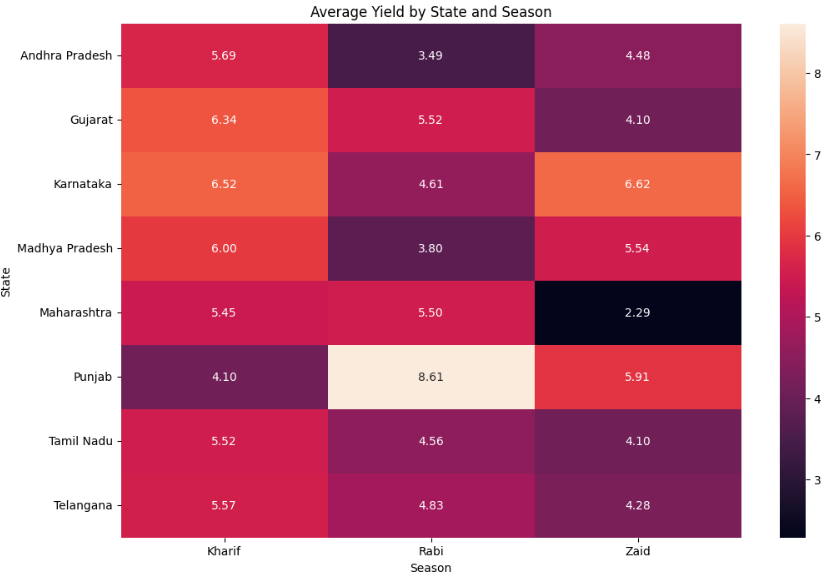 Average Yield by State and Season
Andhra Pradesh 5.69 3.49 4.48
Gujarat 6.34 5.52 4.10
Karnataka 6.52 4.61 6.62
Madhya Pradesh 6.00 3.80 5.54
Maharashtra 5.45 5.50 2.29
Punjab 4.10 8.61 5.91
Tamil Nadu 5.52 4.56 4.10
Telangana 5.57 4.83 4.28
Kharif Rabi Zaid
Season
State
8
7
6
5
4
3